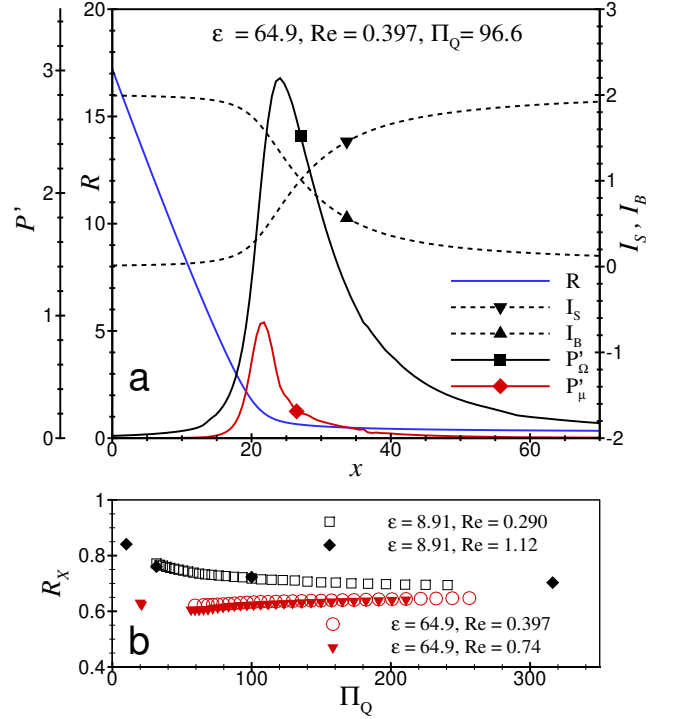 ε = 64.9, Re = 0.397, Π_Q = 96.6
20
15
10
5
0
3
2
1
0
P'
R
2
1
0
-1
-2
I_S , I_B
R
I_S
I_B
P'_Ω
P'_μ
a
0 20 40 60
x
1
0.8
0.6
0.4
R_X
ε = 8.91, Re = 0.290
ε = 8.91, Re = 1.12
ε = 64.9, Re = 0.397
ε = 64.9, Re = 0.74
b
0 100 200 300
Π_Q